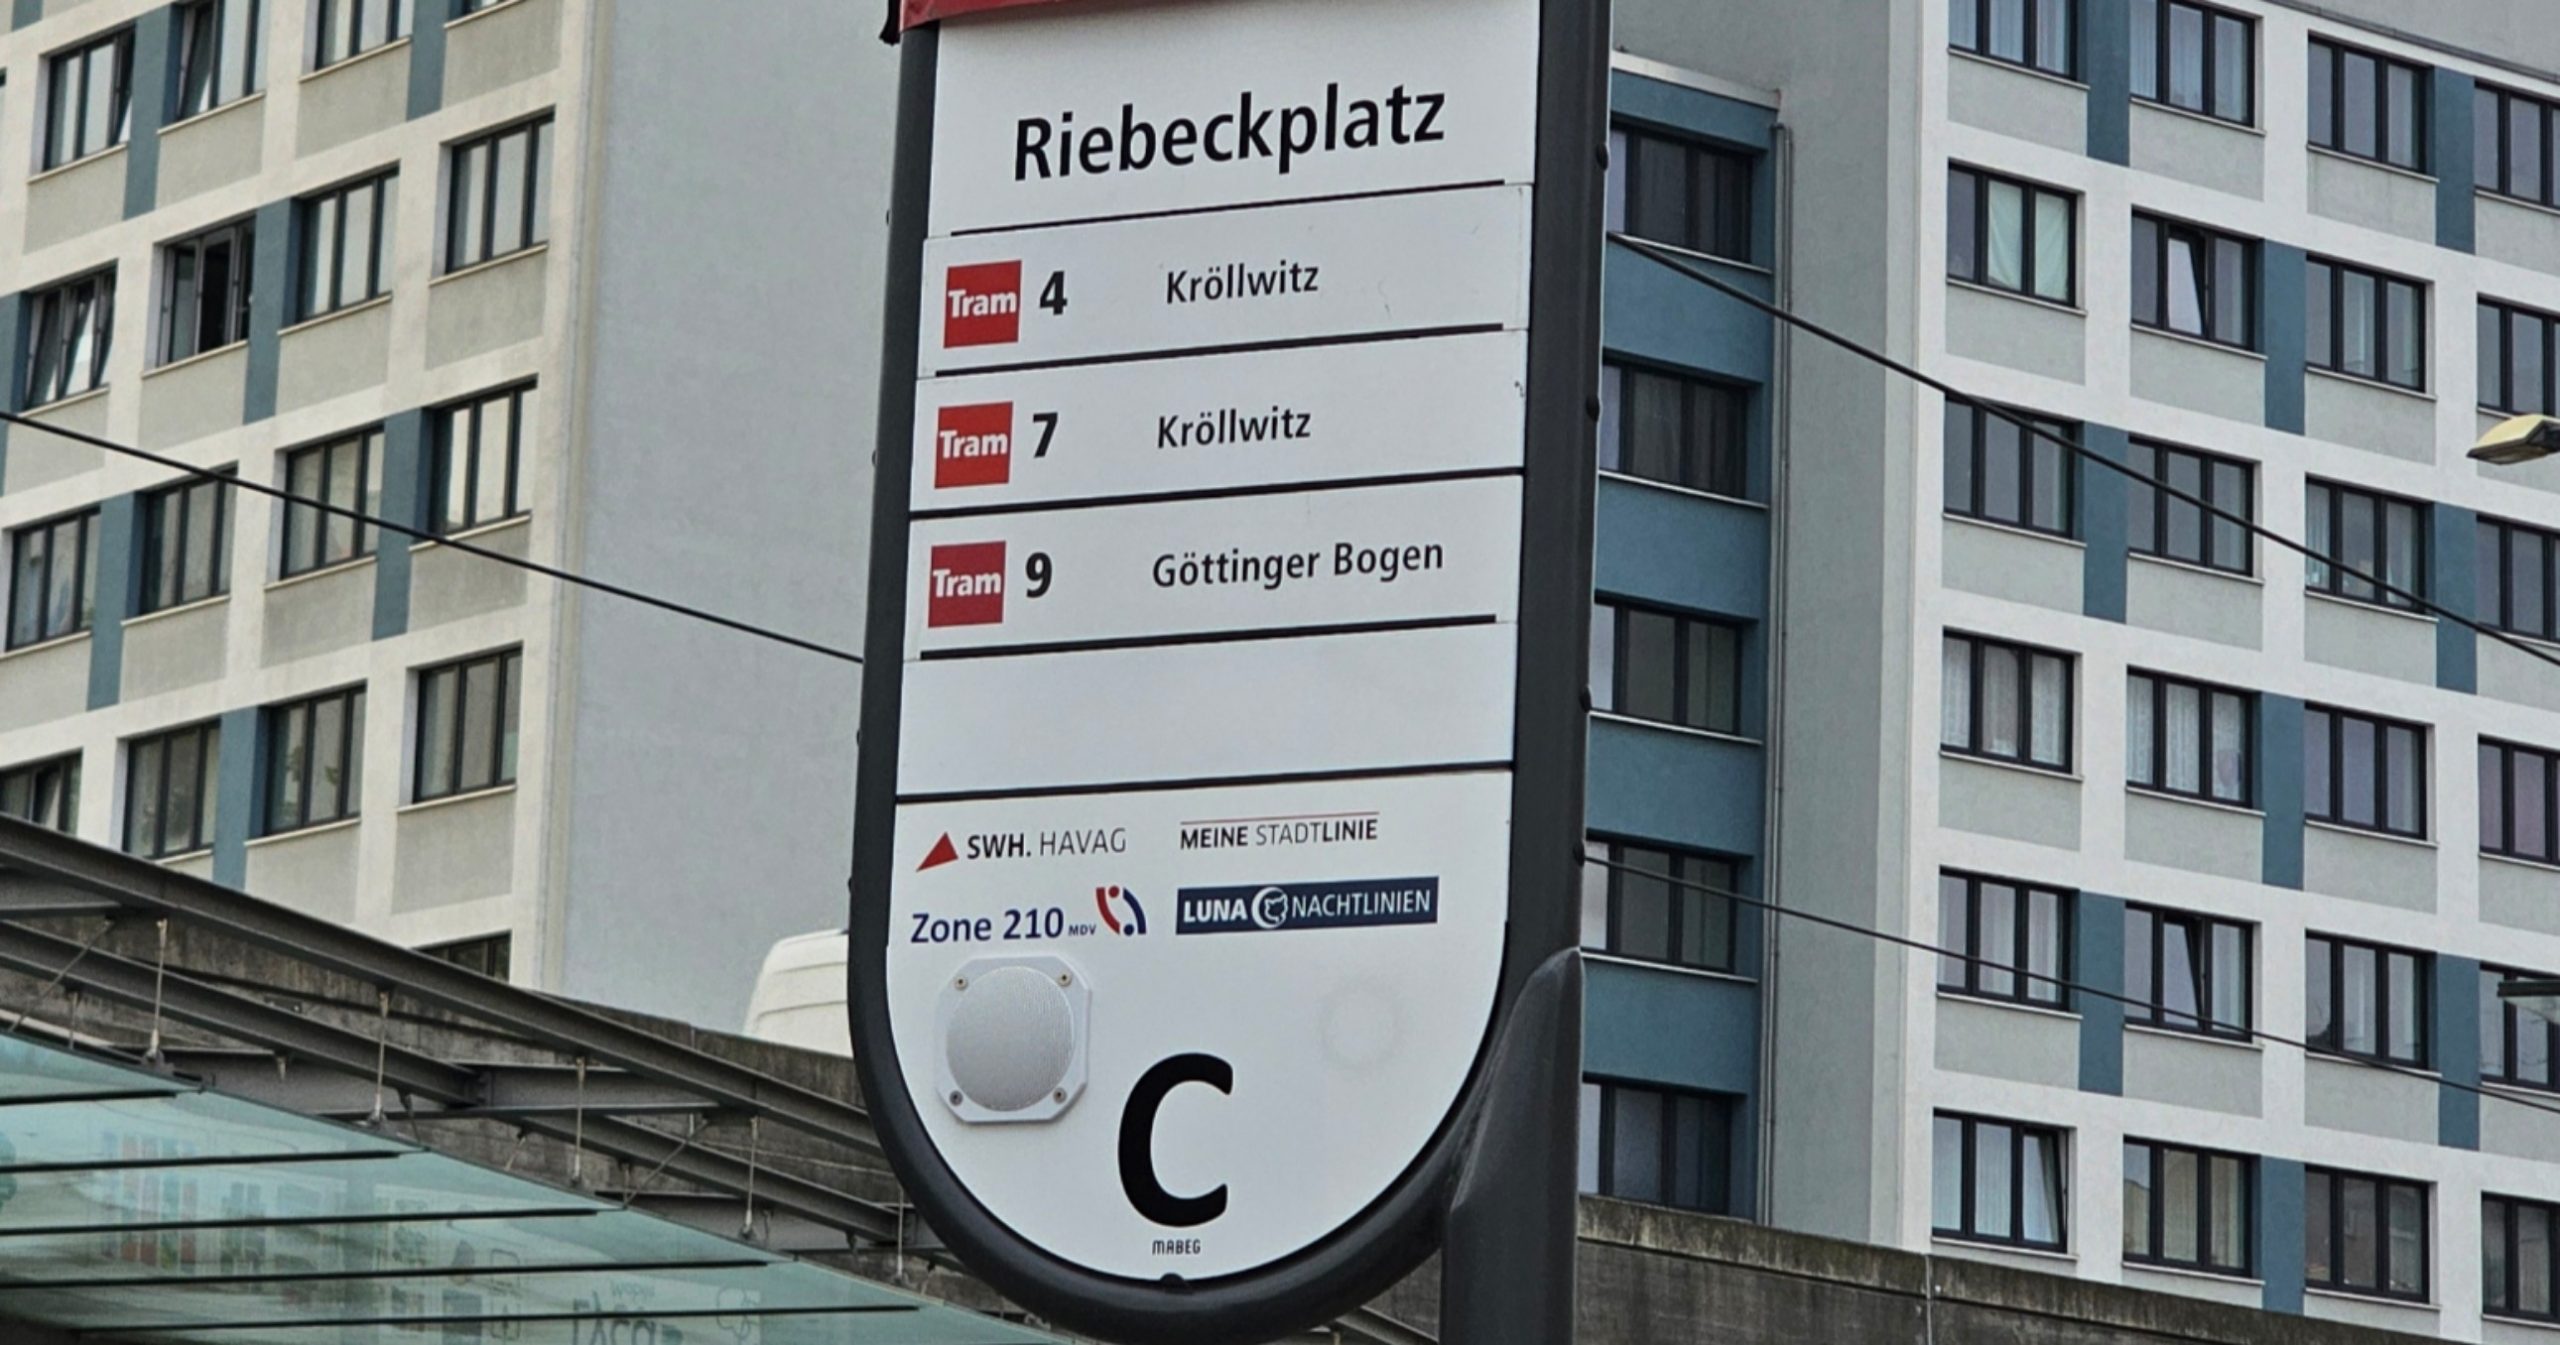 Riebeckplatz
Tram 4 Kröllwitz
Tram 7 Kröllwitz
Tram 9 Göttinger Bogen
SWH. HAVAG MEINE STADTLINIE
Zone 210 MDV LUNA NACHTLINIEN
C
MABEG